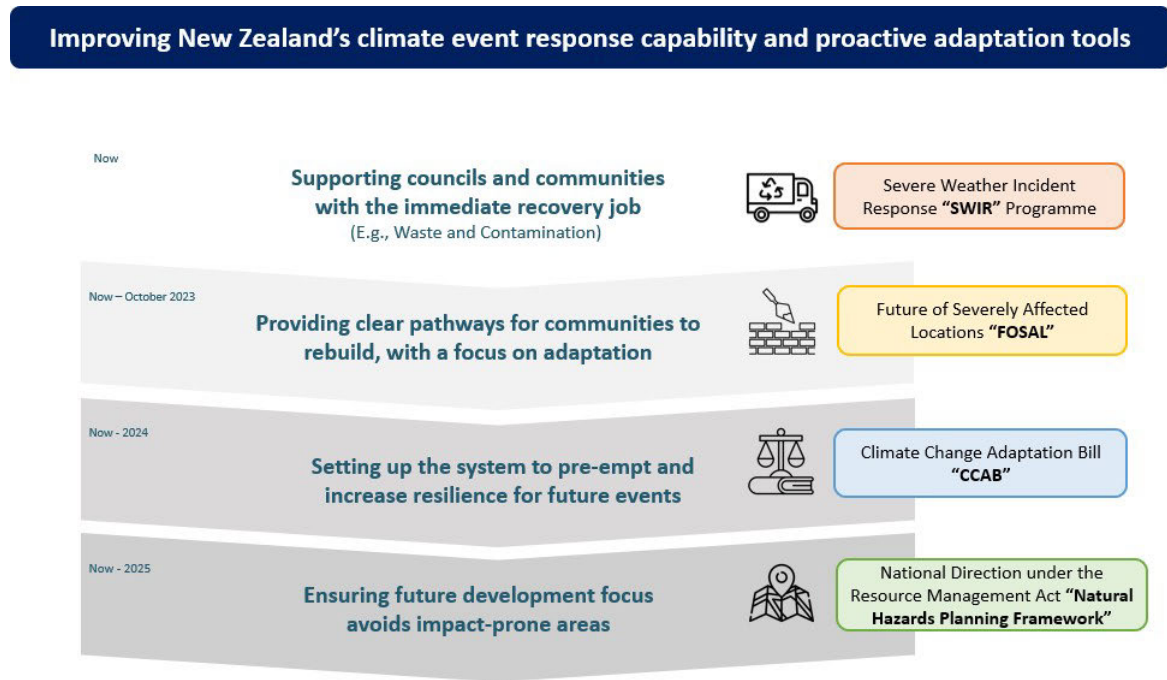 Improving New Zealand’s climate event response capability and proactive adaptation tools
Now
Supporting councils and communities
with the immediate recovery job
(E.g., Waste and Contamination)
Severe Weather Incident
Response “SWIR” Programme
Now – October 2023
Providing clear pathways for communities to
rebuild, with a focus on adaptation
Future of Severely Affected
Locations “FOSAL”
Now - 2024
Setting up the system to pre-empt and
increase resilience for future events
Climate Change Adaptation Bill
“CCAB”
Now - 2025
Ensuring future development focus
avoids impact-prone areas
National Direction under the
Resource Management Act “Natural
Hazards Planning Framework”